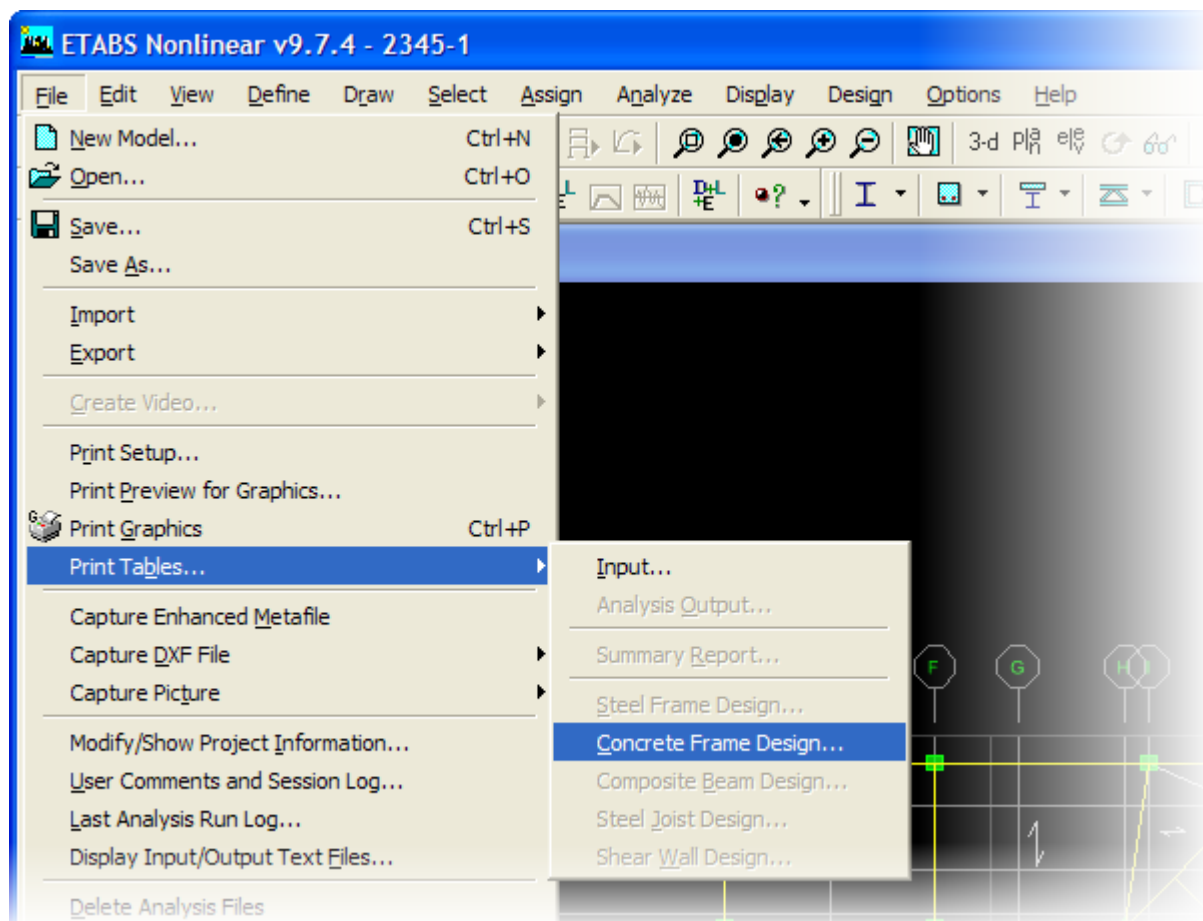 ETABS Nonlinear v9.7.4 - 2345-1
File Edit View Define Draw Select Assign Analyze Display Design Options Help
New Model... Ctrl+N
3-d
Open... Ctrl+O
Save... Ctrl+S
Save As...
Import
Export
Create Video...
Print Setup...
Print Preview for Graphics...
Print Graphics Ctrl+P
Print Tables...
Input...
Analysis Output...
Summary Report...
Steel Frame Design...
Concrete Frame Design...
Composite Beam Design...
Steel Joist Design...
Shear Wall Design...
Capture Enhanced Metafile
Capture DXF File
Capture Picture
Modify/Show Project Information...
User Comments and Session Log...
Last Analysis Run Log...
Display Input/Output Text Files...
Delete Analysis Files
F G H I